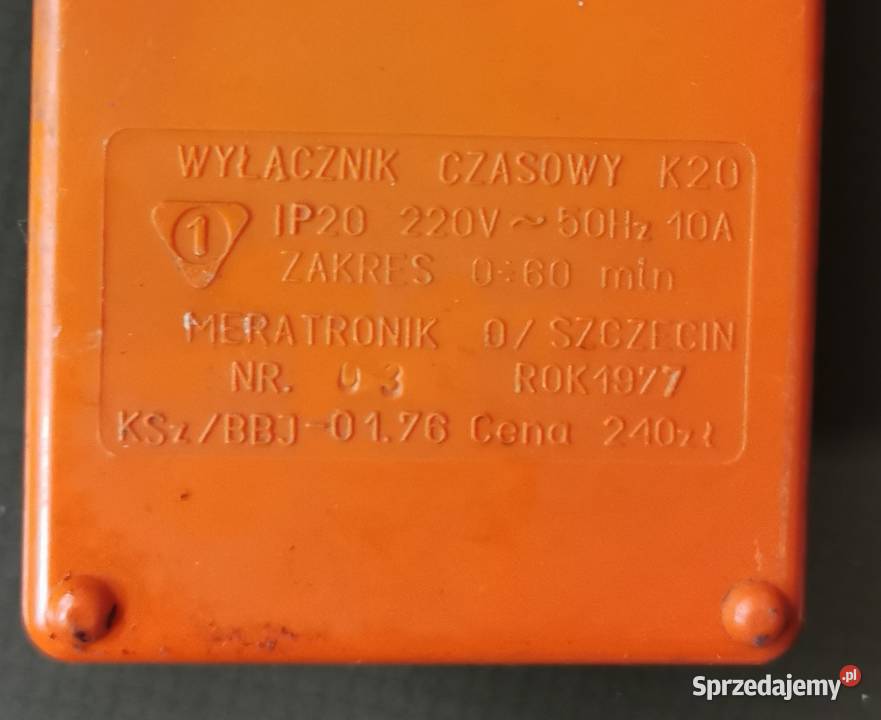 WYŁĄCZNIK CZASOWY K20
1 IP20 220V ~ 50Hz 10A
ZAKRES 0÷60 min
MERATRONIK O/SZCZECIN
NR. 03 ROK1977
KSz/BBJ-01.76 Cena 240zł
Sprzedajemy.pl